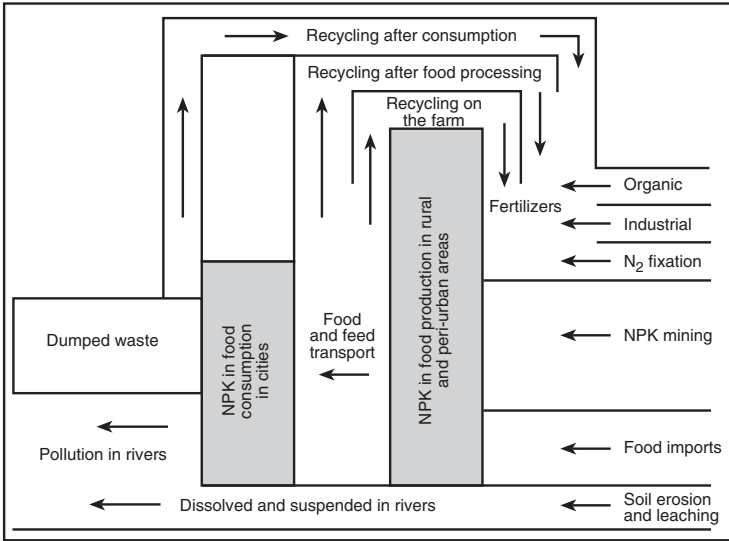 Recycling after consumption
Recycling after food processing
Recycling on
the farm
Fertilizers
Organic
Industrial
N₂ fixation
NPK mining
Food imports
Soil erosion
and leaching
NPK in food production in rural
and peri-urban areas
Food
and feed
transport
NPK in food
consumption
in cities
Dumped waste
Pollution in rivers
Dissolved and suspended in rivers